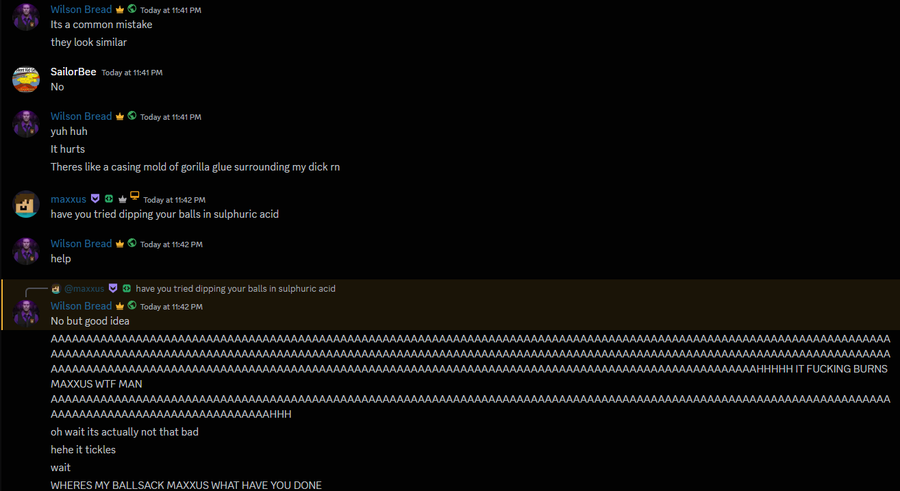 Wilson Bread Today at 11:41 PM
Its a common mistake
they look similar
SailorBee Today at 11:41 PM
No
Wilson Bread Today at 11:41 PM
yuh huh
It hurts
Theres like a casing mold of gorilla glue surrounding my dick rn
maxxus Today at 11:42 PM
have you tried dipping your balls in sulphuric acid
Wilson Bread Today at 11:42 PM
help
@maxxus have you tried dipping your balls in sulphuric acid
Wilson Bread Today at 11:42 PM
No but good idea
AAAAAAAAAAAAAAAAAAAAAAAAAAAAAAAAAAAAAAAAAAAAAAAAAAAAAAAAAAAAAAAAAAAAAAAAAAAAAAAAAAAAAAAAAAAAAAAAAAAAAAAAAAAAAAAAAAAAAAA
AAAAAAAAAAAAAAAAAAAAAAAAAAAAAAAAAAAAAAAAAAAAAAAAAAAAAAAAAAAAAAAAAAAAAAAAAAAAAAAAAAAAAAAAAAAAAAAAAAAAAAAAAAAAAAAAAAAAAAA
AAAAAAAAAAAAAAAAAAAAAAAAAAAAAAAAAAAAAAAAAAAAAAAAAAAAAAAAAAAAAAAAAAAAAAAAAAAAAAAAAAAAAAAAAAAAAAAAAAAAHHHHH IT FUCKING BURNS
MAXXUS WTF MAN
AAAAAAAAAAAAAAAAAAAAAAAAAAAAAAAAAAAAAAAAAAAAAAAAAAAAAAAAAAAAAAAAAAAAAAAAAAAAAAAAAAAAAAAAAAAAAAAAAAAAAAAAAAAAAAAAAAAAAAA
AAAAAAAAAAAAAAAAAAAAAAAAAAAAAAAHHH
oh wait its actually not that bad
hehe it tickles
wait
WHERES MY BALLSACK MAXXUS WHAT HAVE YOU DONE